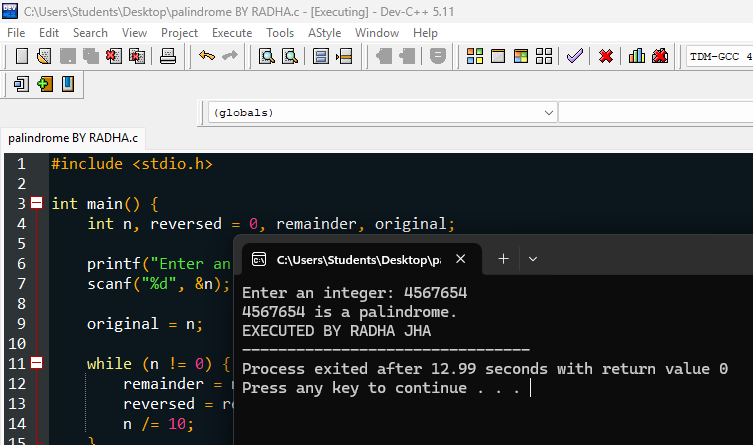 C:\Users\Students\Desktop\palindrome BY RADHA.c - [Executing] - Dev-C++ 5.11
File Edit Search View Project Execute Tools AStyle Window Help
TDM-GCC 4
(globals)
palindrome BY RADHA.c
1 #include <stdio.h>
2
3 int main() {
4 int n, reversed = 0, remainder, original;
5
6 printf("Enter an
7 scanf("%d", &n);
8
9 original = n;
10
11 while (n != 0) {
12 remainder =
13 reversed = re
14 n /= 10;
15 }
C:\Users\Students\Desktop\p
Enter an integer: 4567654
4567654 is a palindrome.
EXECUTED BY RADHA JHA
--------------------------------
Process exited after 12.99 seconds with return value 0
Press any key to continue . . .